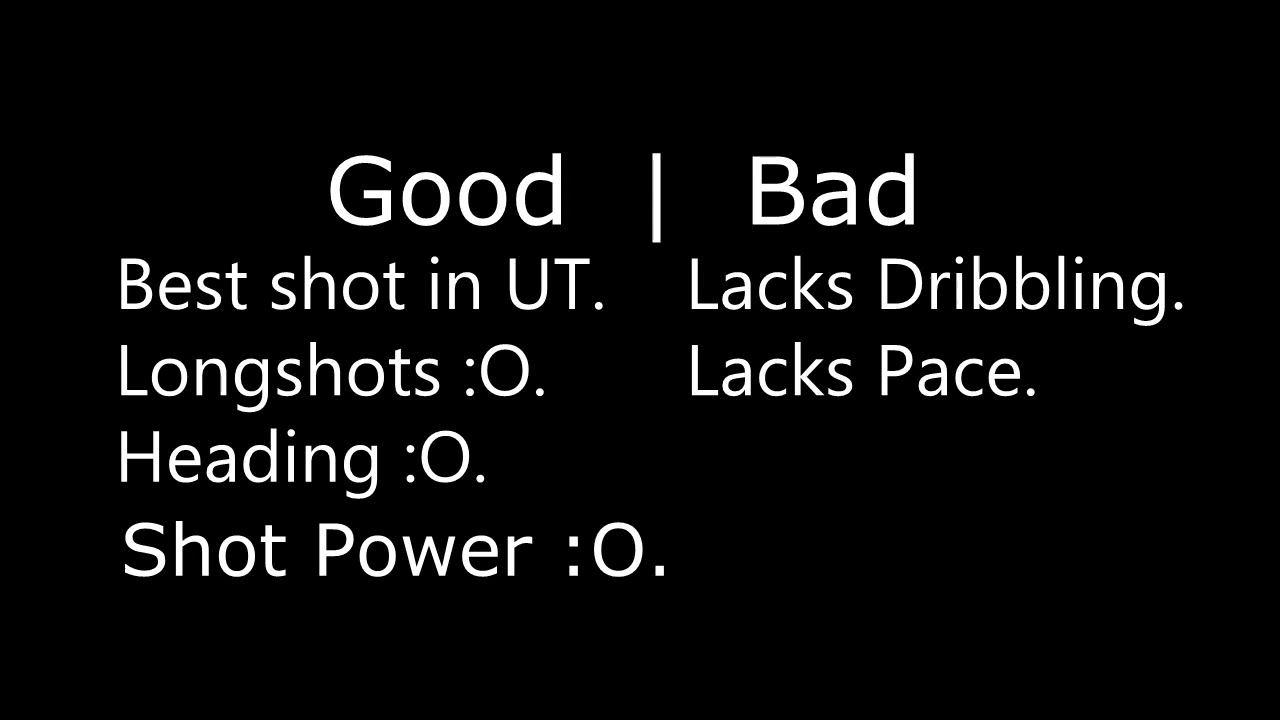 Good | Bad
Best shot in UT. Lacks Dribbling.
Longshots :O. Lacks Pace.
Heading :O.
Shot Power :O.